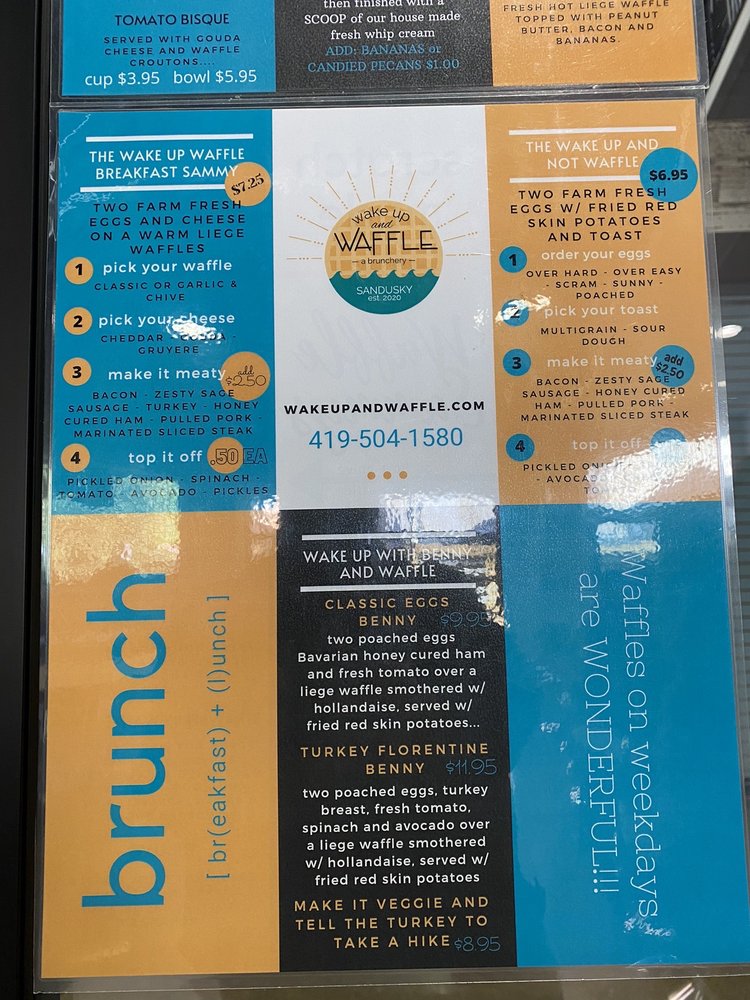 TOMATO BISQUE
SERVED WITH GOUDA
CHEESE AND WAFFLE
CROUTONS....
cup $3.95 bowl $5.95
then finished with a
SCOOP of our house made
fresh whip cream
ADD: BANANAS or
CANDIED PECANS $1.00
FRESH HOT LIEGE WAFFLE
TOPPED WITH PEANUT
BUTTER, BACON AND
BANANAS.
THE WAKE UP WAFFLE
BREAKFAST SAMMY
$7.25
TWO FARM FRESH
EGGS AND CHEESE
ON A WARM LIEGE
WAFFLES
1 pick your waffle
CLASSIC OR GARLIC &
CHIVE
2 pick your cheese
CHEDDAR - GOUDA -
GRUYERE
3 make it meaty add
$2.50
BACON - ZESTY SAGE
SAUSAGE - TURKEY - HONEY
CURED HAM - PULLED PORK -
MARINATED SLICED STEAK
4 top it off .50 EA
PICKLED ONION - SPINACH -
TOMATO - AVOCADO - PICKLES
wake up
and
WAFFLE
- a brunchery -
SANDUSKY
est. 2020
WAKEUPANDWAFFLE.COM
419-504-1580
THE WAKE UP AND
NOT WAFFLE
$6.95
TWO FARM FRESH
EGGS W/ FRIED RED
SKIN POTATOES
AND TOAST
1 order your eggs
OVER HARD - OVER EASY
- SCRAM - SUNNY -
POACHED
2 pick your toast
MULTIGRAIN - SOUR
DOUGH
3 make it meaty add
$2.50
BACON - ZESTY SAGE
SAUSAGE - HONEY CURED
HAM - PULLED PORK -
MARINATED SLICED STEAK
4 top it off
PICKLED
- AVOCADO
brunch
[ br(eakfast) + (l)unch ]
WAKE UP WITH BENNY
AND WAFFLE
CLASSIC EGGS
BENNY $9.95
two poached eggs
Bavarian honey cured ham
and fresh tomato over a
liege waffle smothered w/
hollandaise, served w/
fried red skin potatoes...
TURKEY FLORENTINE
BENNY $11.95
two poached eggs, turkey
breast, fresh tomato,
spinach and avocado over
a liege waffle smothered
w/ hollandaise, served w/
fried red skin potatoes
MAKE IT VEGGIE AND
TELL THE TURKEY TO
TAKE A HIKE $8.95
Waffles on weekdays
are WONDERFUL!!!